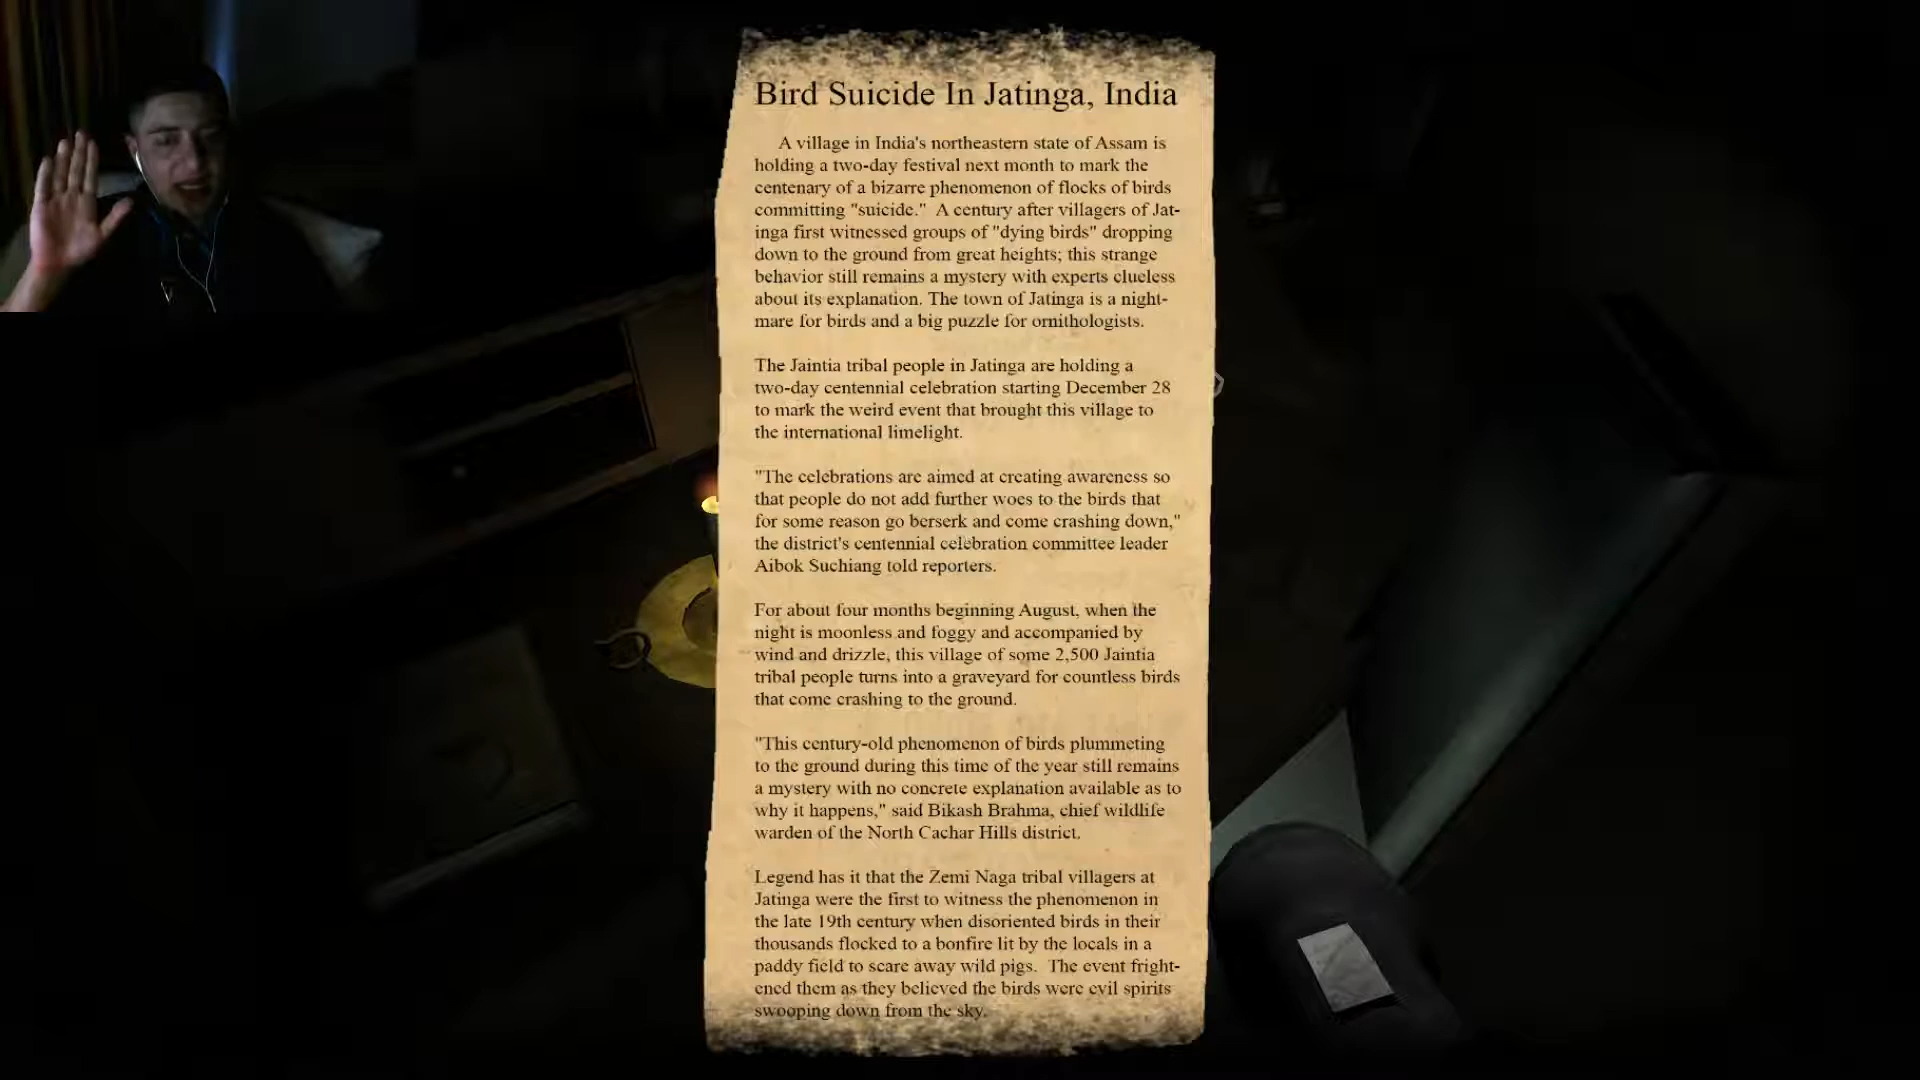 Bird Suicide In Jatinga, India
A village in India's northeastern state of Assam is
holding a two-day festival next month to mark the
centenary of a bizarre phenomenon of flocks of birds
committing "suicide."  A century after villagers of Jat-
inga first witnessed groups of "dying birds" dropping
down to the ground from great heights; this strange
behavior still remains a mystery with experts clueless
about its explanation. The town of Jatinga is a night-
mare for birds and a big puzzle for ornithologists.
The Jaintia tribal people in Jatinga are holding a
two-day centennial celebration starting December 28
to mark the weird event that brought this village to
the international limelight.
"The celebrations are aimed at creating awareness so
that people do not add further woes to the birds that
for some reason go berserk and come crashing down,"
the district's centennial celebration committee leader
Aibok Suchiang told reporters.
For about four months beginning August, when the
night is moonless and foggy and accompanied by
wind and drizzle, this village of some 2,500 Jaintia
tribal people turns into a graveyard for countless birds
that come crashing to the ground.
"This century-old phenomenon of birds plummeting
to the ground during this time of the year still remains
a mystery with no concrete explanation available as to
why it happens," said Bikash Brahma, chief wildlife
warden of the North Cachar Hills district.
Legend has it that the Zemi Naga tribal villagers at
Jatinga were the first to witness the phenomenon in
the late 19th century when disoriented birds in their
thousands flocked to a bonfire lit by the locals in a
paddy field to scare away wild pigs.  The event fright-
ened them as they believed the birds were evil spirits
swooping down from the sky.